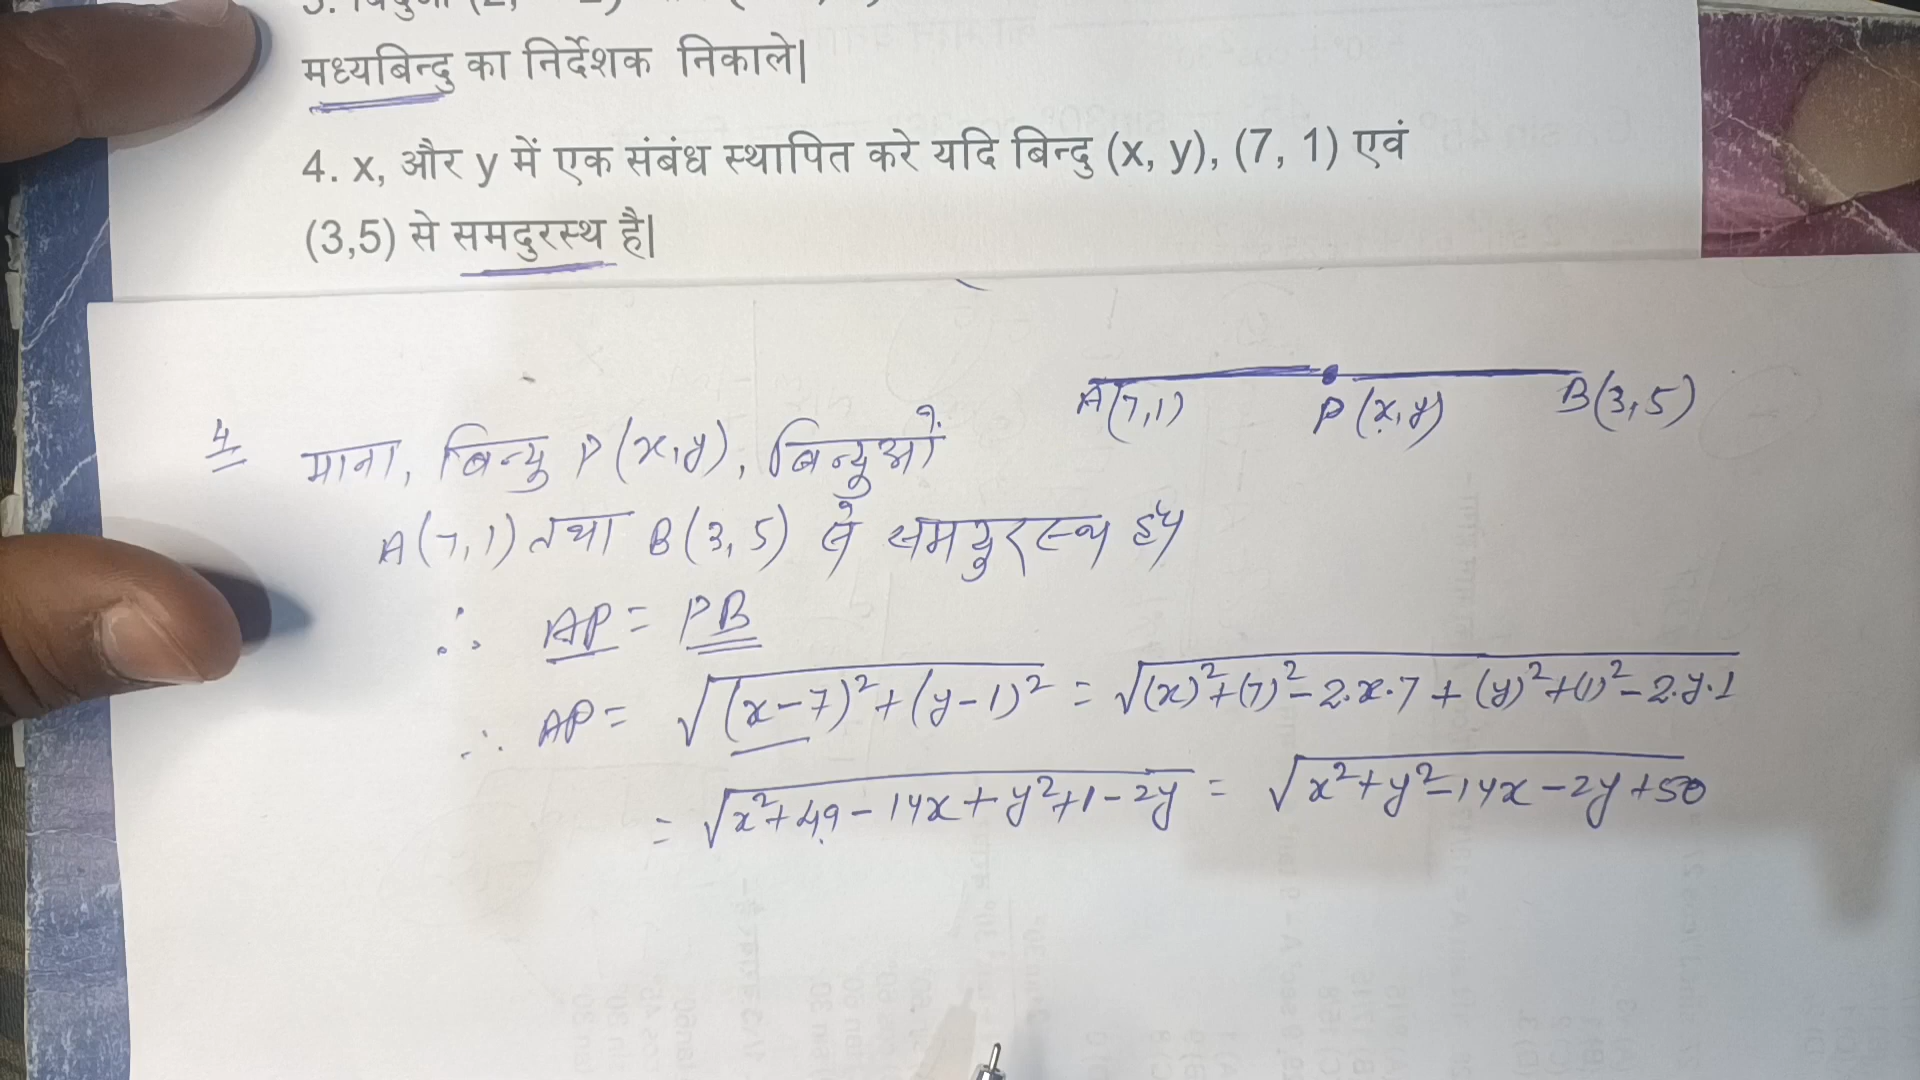 मध्यबिन्दु का निर्देशक निकाले|
4. x, और y में एक संबंध स्थापित करे यदि बिन्दु (x, y), (7, 1) एवं
(3,5) से समदुरस्थ है|
A(7,1) P(x,y) B(3,5)
4 माना, बिन्दु P(x,y), बिन्दुओं
A(7,1) तथा B(3,5) से समदुरस्थ है।
∴ AP = PB
∴ AP = √(x-7)²+(y-1)² = √(x)²+(7)²-2.x.7+(y)²+(1)²-2.y.1
= √x²+49-14x+y²+1-2y = √x²+y²-14x-2y+50